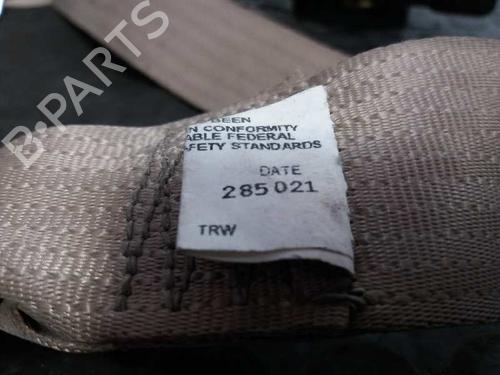 B-PARTS
BEEN
IN CONFORMITY
ABLE FEDERAL
AFETY STANDARDS
DATE
285 021
TRW